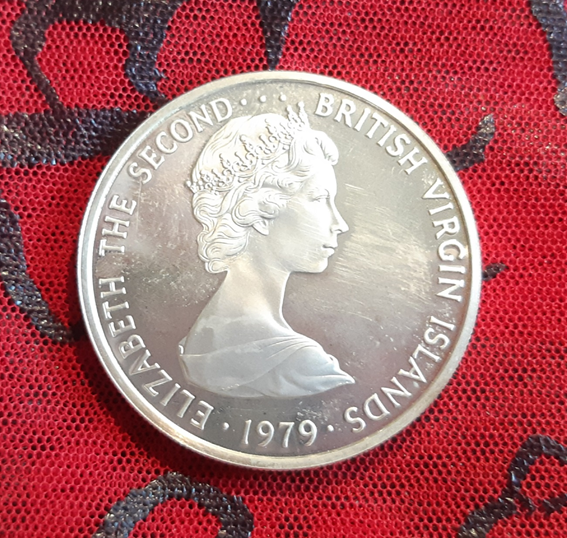 ELIZABETH THE SECOND · · · BRITISH VIRGIN ISLANDS
· 1979 ·